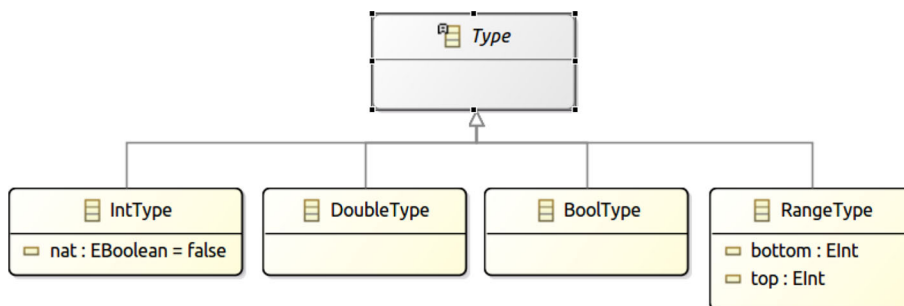 Type
IntType
nat : EBoolean = false
DoubleType
BoolType
RangeType
bottom : EInt
top : EInt